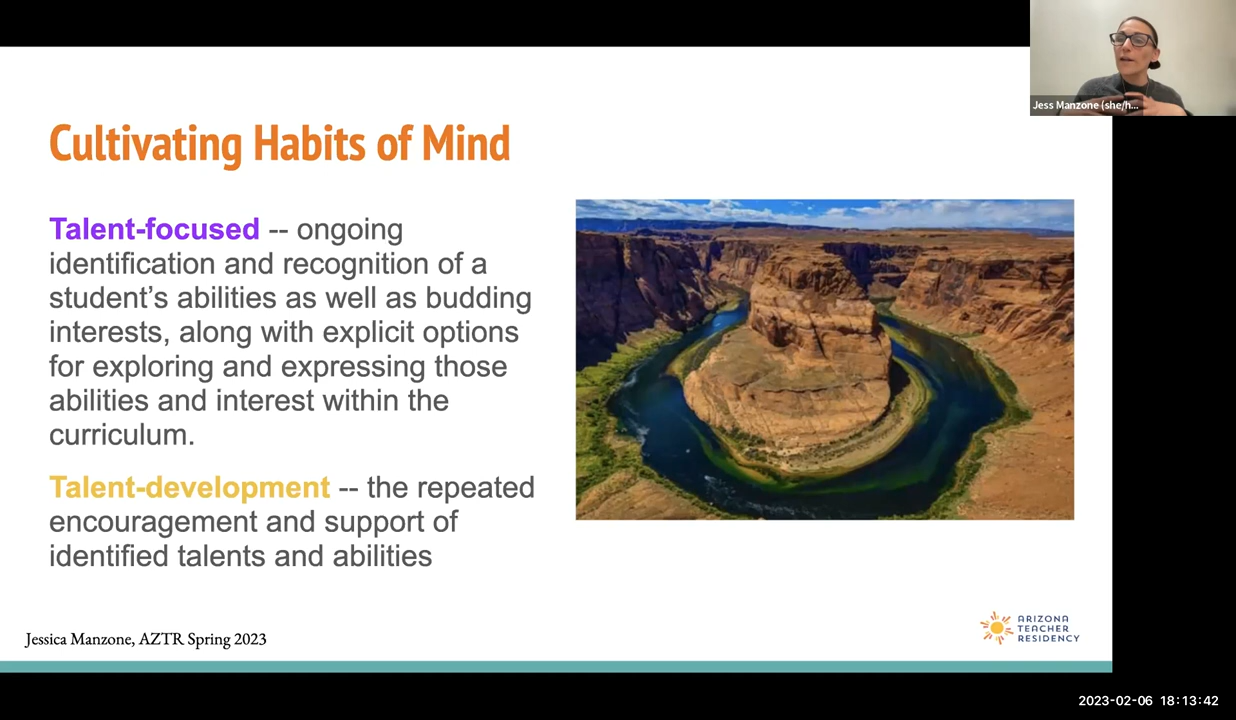 Jess Manzone (she/h...
Cultivating Habits of Mind
Talent-focused -- ongoing
identification and recognition of a
student’s abilities as well as budding
interests, along with explicit options
for exploring and expressing those
abilities and interest within the
curriculum.
Talent-development -- the repeated
encouragement and support of
identified talents and abilities
Jessica Manzone, AZTR Spring 2023
ARIZONA
TEACHER
RESIDENCY
2023-02-06 18:13:42